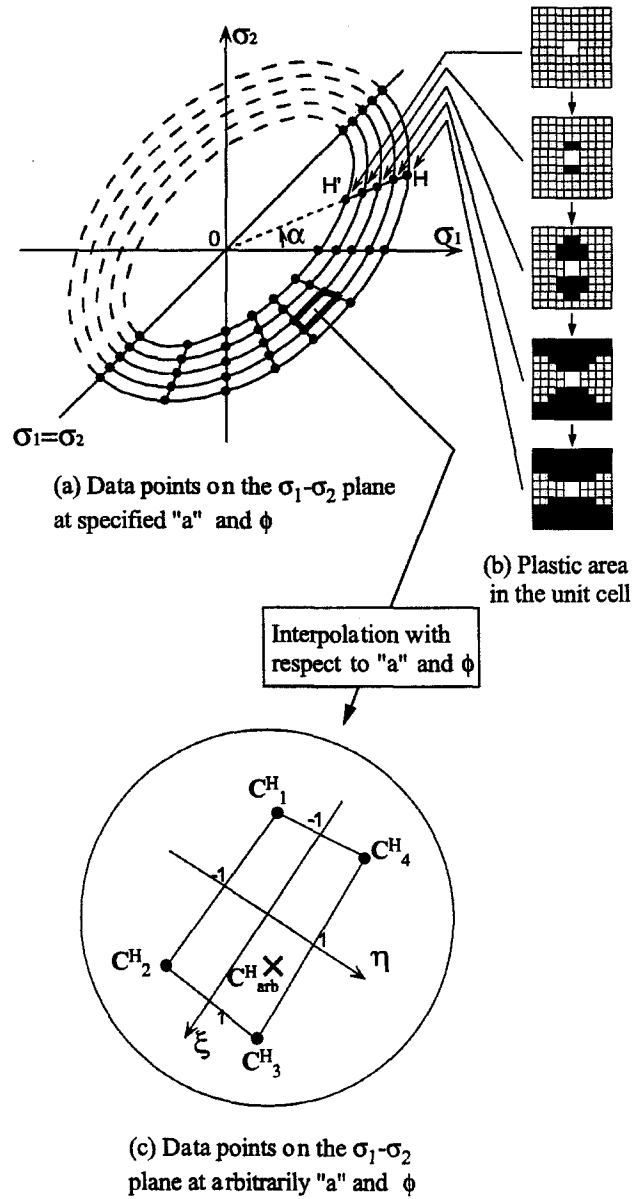 σ2
H'
H
0
α
σ1
σ1=σ2
(a) Data points on the σ1-σ2 plane
at specified "a" and ϕ
(b) Plastic area
in the unit cell
Interpolation with
respect to "a" and ϕ
C^H_1
-1
C^H_4
-1
1
C^H_2
C^H_arb
η
1
ξ
C^H_3
(c) Data points on the σ1-σ2
plane at arbitrarily "a" and ϕ